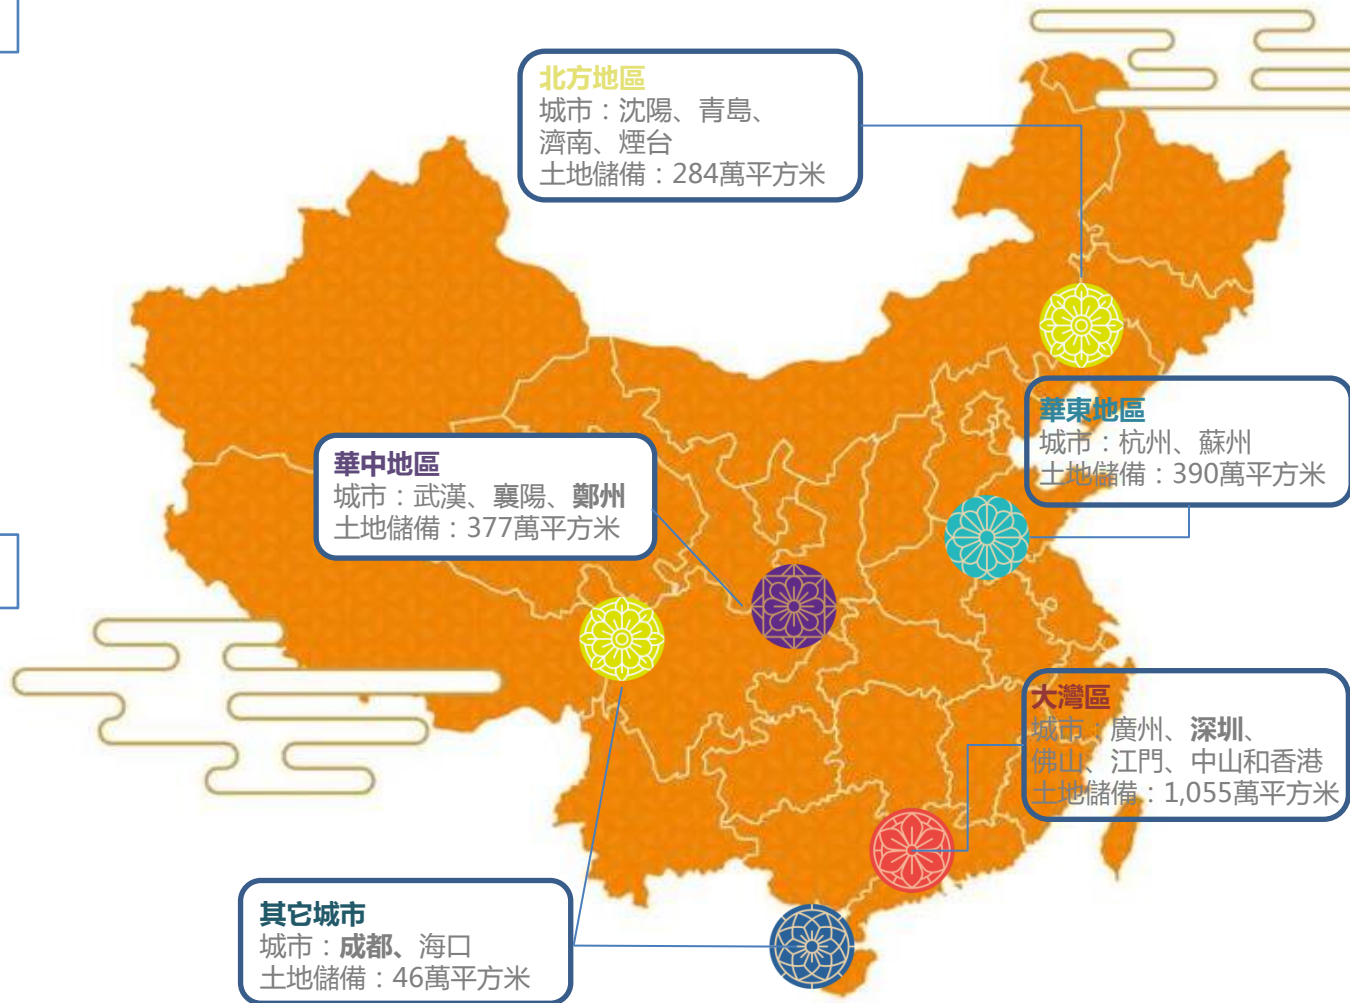 北方地區
城市：沈陽、青島、
濟南、煙台
土地儲備：284萬平方米
華東地區
城市：杭州、蘇州
土地儲備：390萬平方米
華中地區
城市：武漢、襄陽、鄭州
土地儲備：377萬平方米
大灣區
城市：廣州、深圳、
佛山、江門、中山和香港
土地儲備：1,055萬平方米
其它城市
城市：成都、海口
土地儲備：46萬平方米